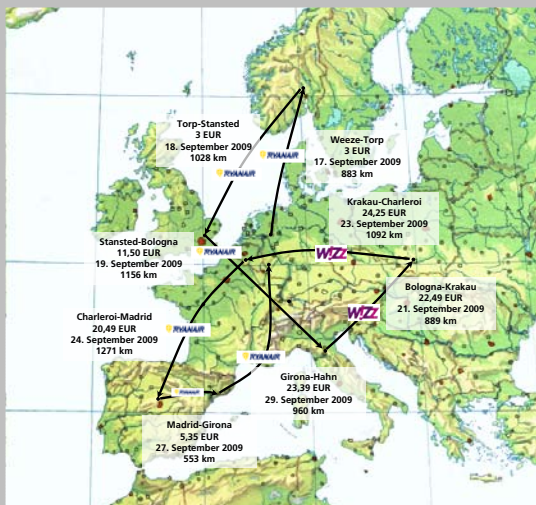 Torp-Stansted
3 EUR
18. September 2009
1028 km
Weeze-Torp
3 EUR
17. September 2009
883 km
RYANAIR
RYANAIR
Krakau-Charleroi
24,25 EUR
23. September 2009
1092 km
Stansted-Bologna
11,50 EUR
19. September 2009
1156 km
RYANAIR
WIZZ
Bologna-Krakau
22,49 EUR
21. September 2009
889 km
Charleroi-Madrid
20,49 EUR
24. September 2009
1271 km
RYANAIR
WIZZ
RYANAIR
Girona-Hahn
23,39 EUR
29. September 2009
960 km
RYANAIR
Madrid-Girona
5,35 EUR
27. September 2009
553 km